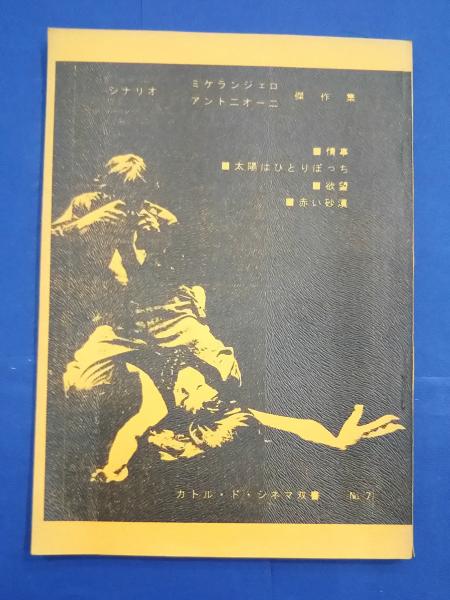 シナリオ ミケランジェロ アントニオーニ 傑作集
■情事
■太陽はひとりぼっち
■欲望
■赤い砂漠
カトル・ド・シネマ双書 № 7